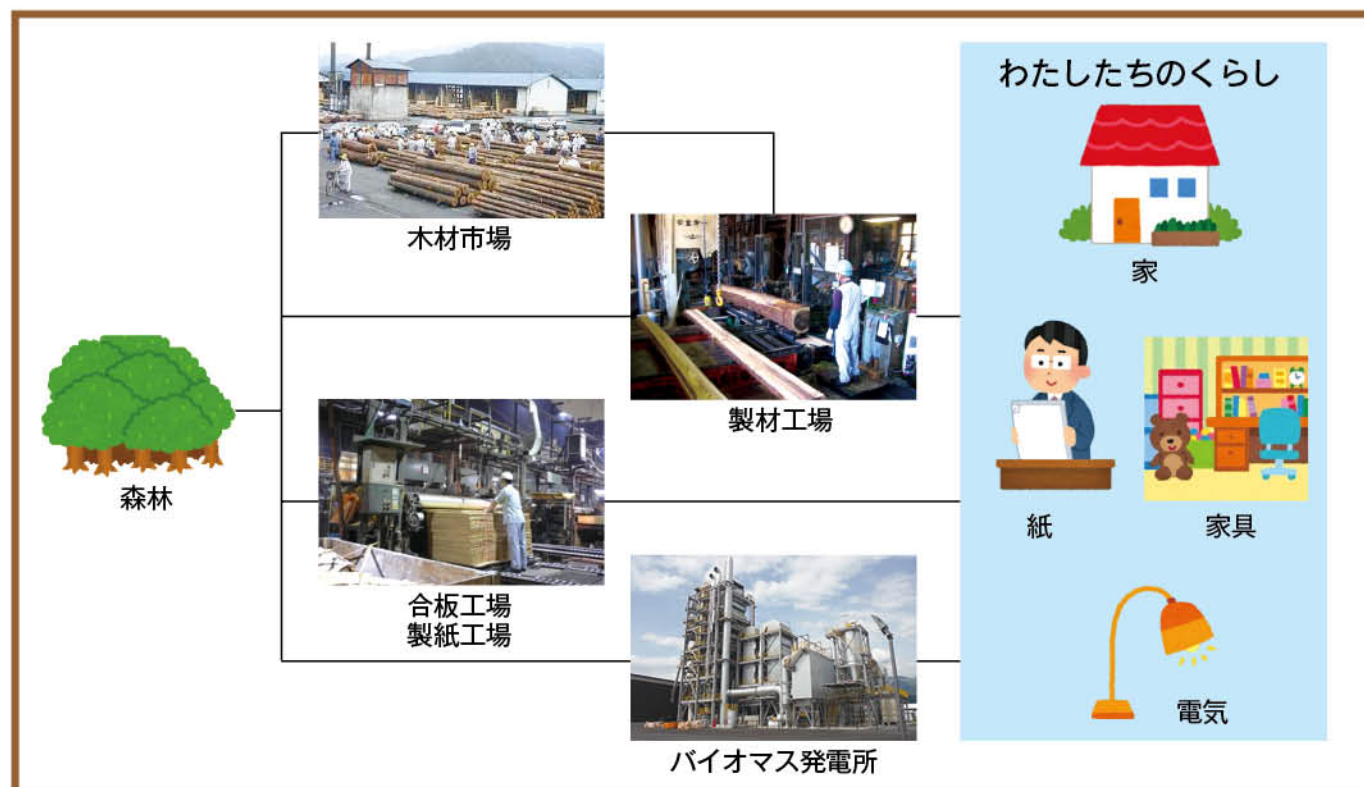 わたしたちのくらし
木材市場
家
製材工場
森林
紙
家具
合板工場
製紙工場
電気
バイオマス発電所